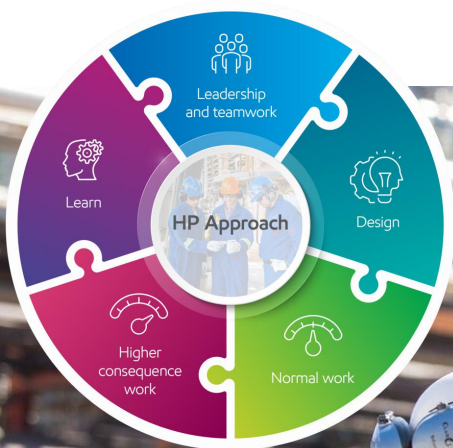 Leadership
and teamwork
Design
Normal work
Higher
consequence
work
Learn
HP Approach